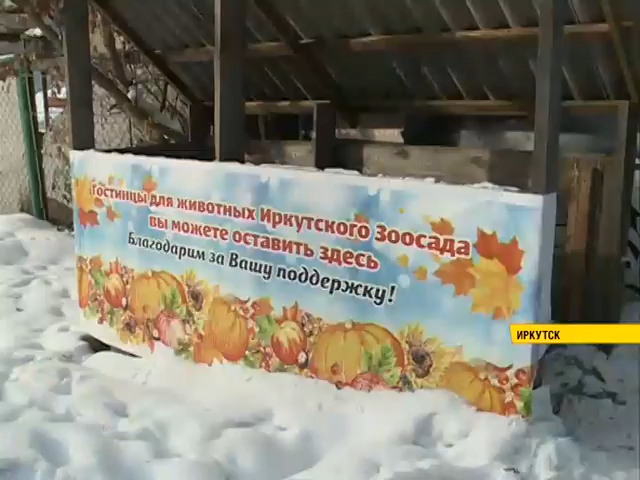 Гостинцы для животных Иркутского Зоосада
вы можете оставить здесь
Благодарим за Вашу поддержку!
ИРКУТСК